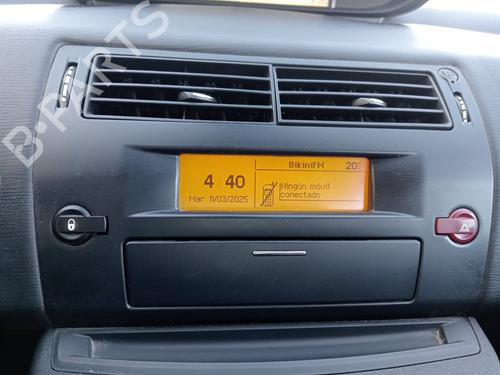 B-PARTS
BikiniFM 20°
4:40
Mar 11/03/2025
Ningún móvil
conectado